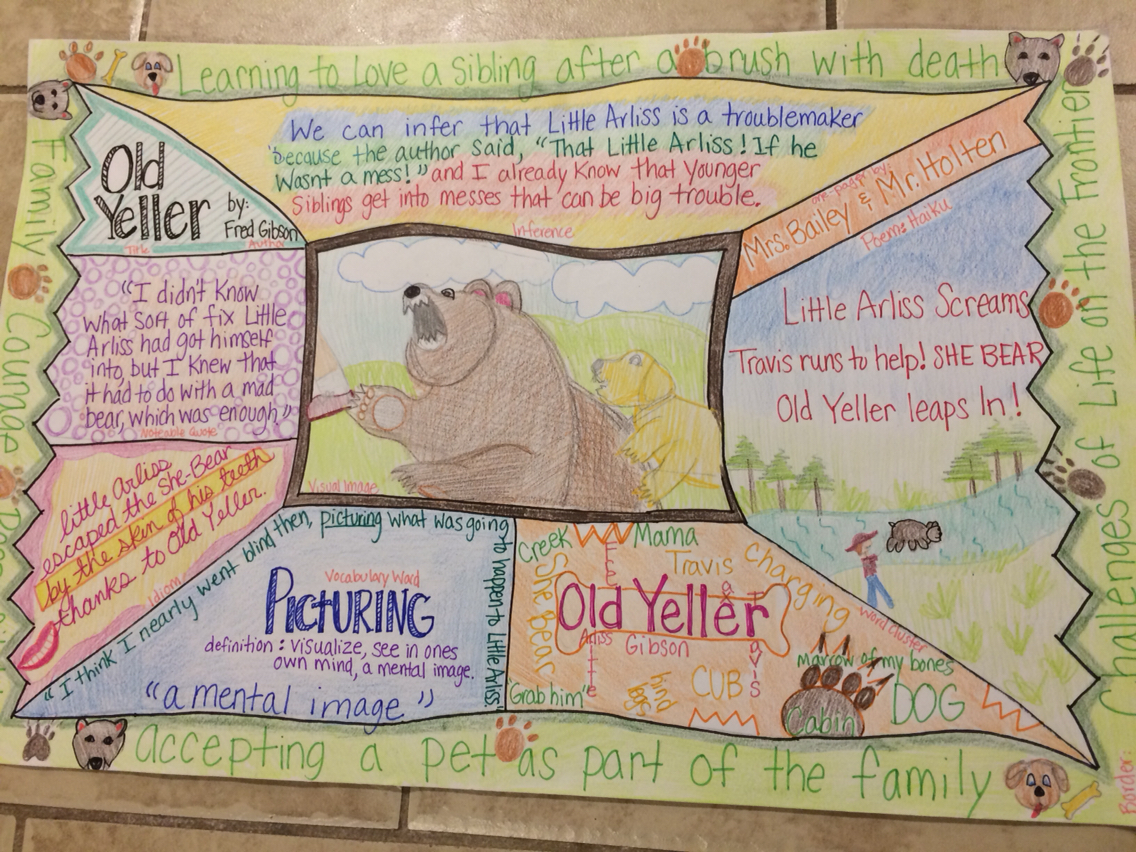 Learning to Love a sibling after a brush with death
Old
Yeller
by:
Fred Gibson
Title
Author
We can infer that Little Arliss is a troublemaker
because the author said, "That Little Arliss! If he
Wasnt a mess!" and I already Know that Younger
Siblings get into messes that can be big trouble.
Inference
Mrs. Bailey & Mr. Holten
Poem: Haiku
Little Arliss Screams
Travis runs to help! SHE BEAR
Old Yeller leaps In!
"I didn't Know
what sort of fix Little
Arliss had got himself
into, but I knew that
it had to do with a mad
bear, which was enough"
Noteable Quote
Visual Image
little Arliss
escaped the She-Bear
by the skin of his teeth
thanks to Old Yeller.
Idiom
"I think I nearly went blind then, picturing what was going
to happen to Little Arliss"
Vocabulary Word
PICTURING
definition: visualize, see in ones
own mind, a mental image.
"a mental image"
Creek
Mama
Travis
Charging
She Bear
Old Yeller
Arliss
Gibson
Travis
Word Cluster
Marrow of my bones
CUB
hind legs
"Grab him"
Cabin
DOG
Family Courage
Challenges of Life on the Frontier
accepting a pet as part of the family
Border: